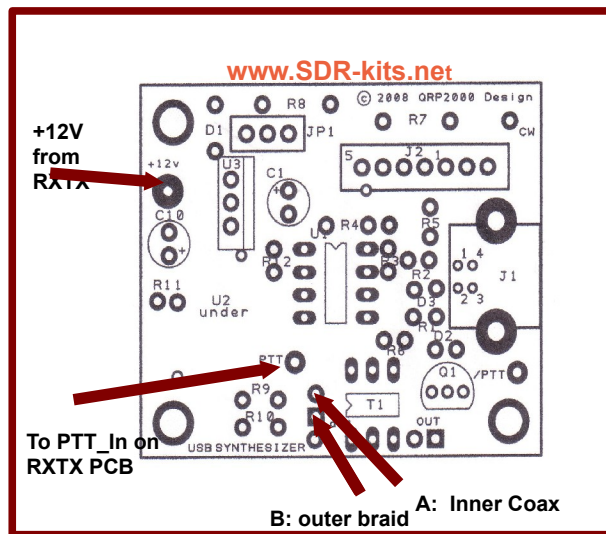 www.SDR-kits.net
© 2008 QRP2000 Design
R8
R7
CW
D1
JP1
+12V
from
RXTX
+12v
U3
5
J2
1
C1
+
C10
+
R4
U1
R5
R12
R3
R2
1 4
2 3
J1
R11
U2
under
D3
R1
R6
D2
PTT
Q1
/PTT
R9
T1
R10
OUT
To PTT_In on
RXTX PCB
USB SYNTHESIZER
A: Inner Coax
B: outer braid